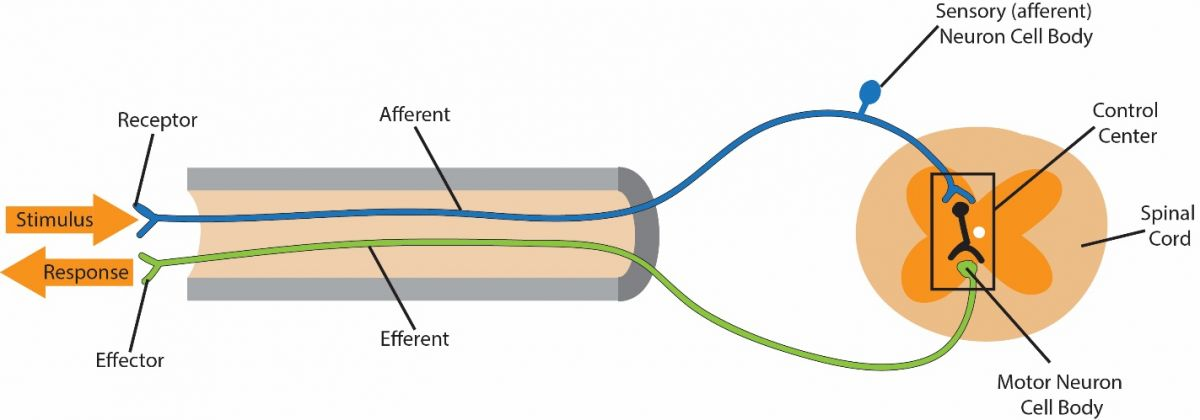 Sensory (afferent)
Neuron Cell Body
Receptor
Afferent
Control
Center
Stimulus
Spinal
Cord
Response
Effector
Efferent
Motor Neuron
Cell Body